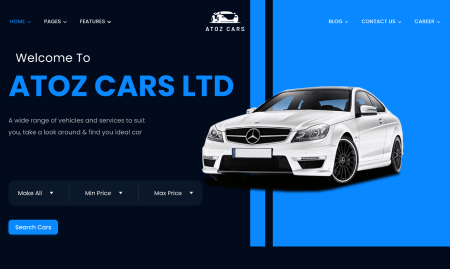 HOME
PAGES
FEATURES
ATOZ CARS
BLOG
CONTACT US
CAREER
Welcome To
ATOZ CARS LTD
A wide range of vehicles and services to suit
you, take a look around & find you ideal car
Make All
Min Price
Max Price
Search Cars